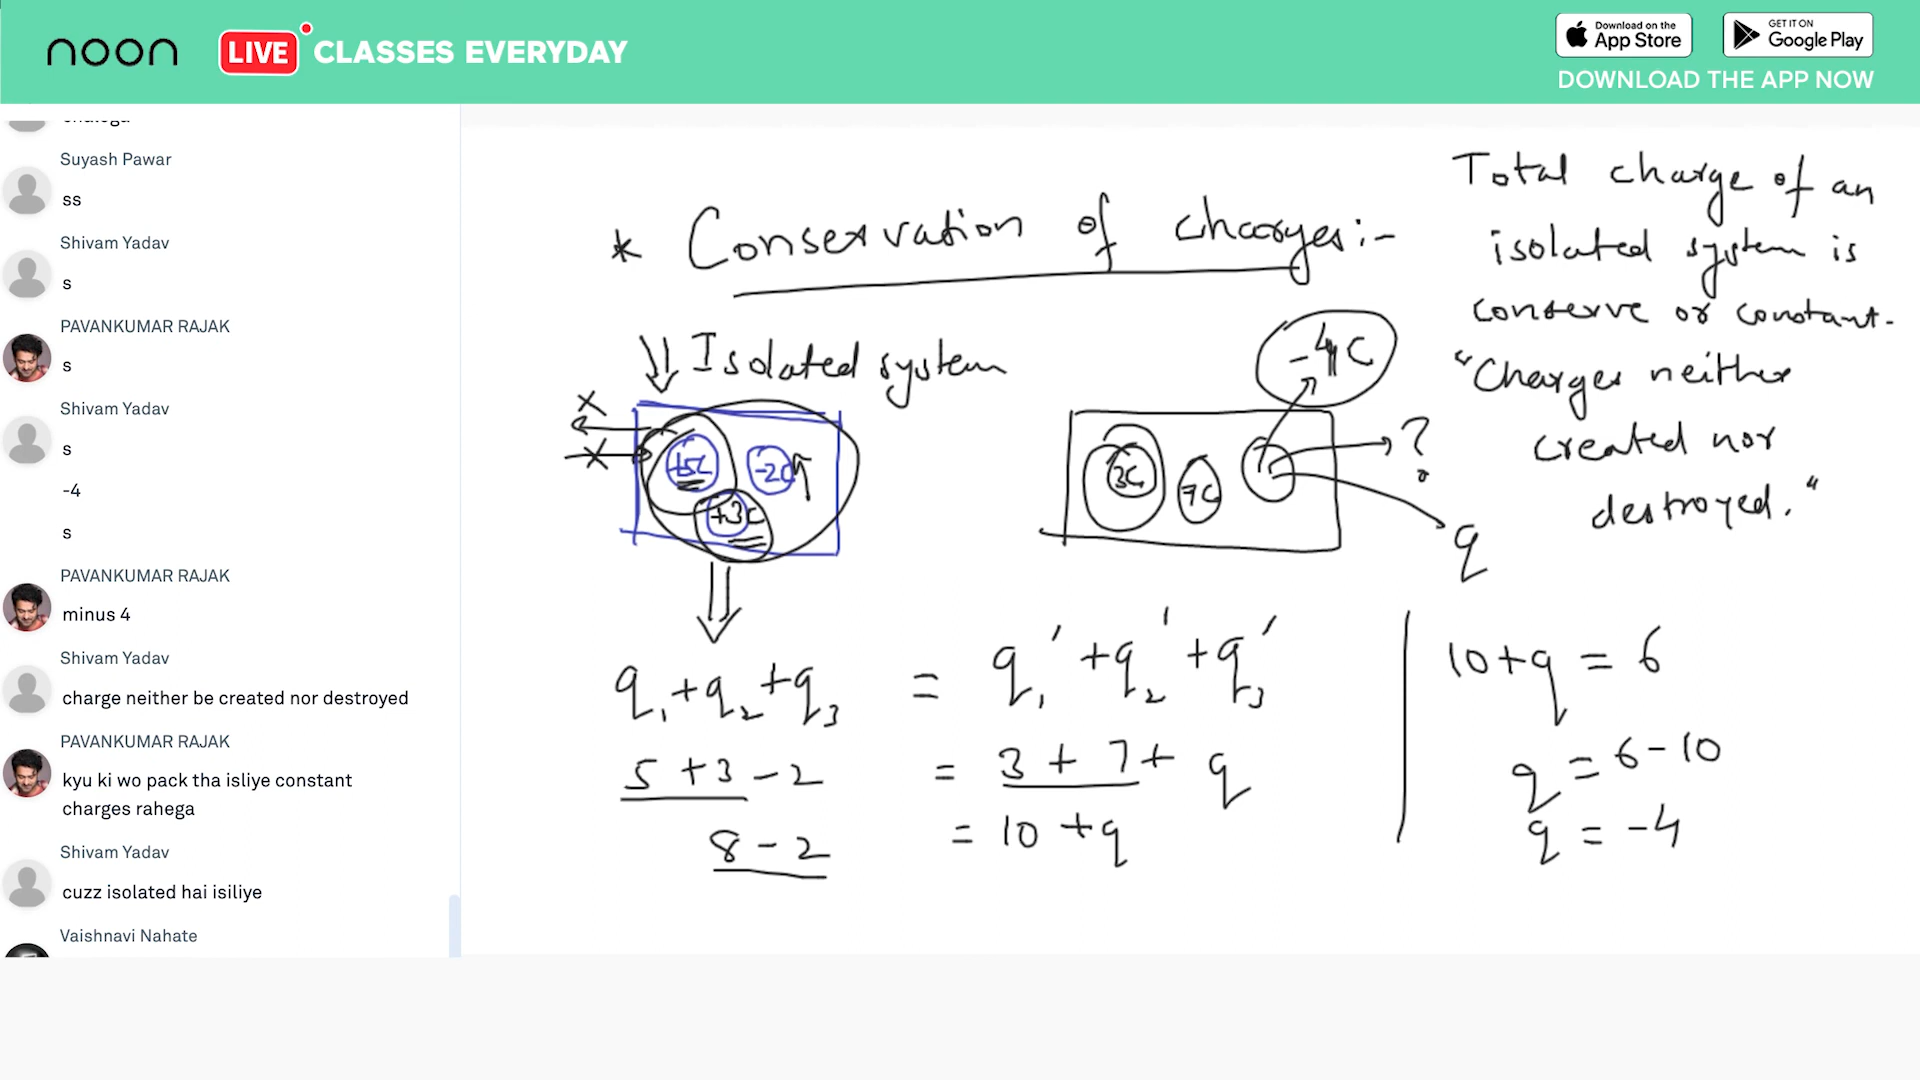 noon LIVE CLASSES EVERYDAY
Download on the App Store
GET IT ON Google Play
DOWNLOAD THE APP NOW
Suyash Pawar
ss
Shivam Yadav
s
PAVANKUMAR RAJAK
s
Shivam Yadav
s
-4
s
PAVANKUMAR RAJAK
minus 4
Shivam Yadav
charge neither be created nor destroyed
PAVANKUMAR RAJAK
kyu ki wo pack tha isliye constant
charges rahega
Shivam Yadav
cuzz isolated hai isiliye
Vaishnavi Nahate
* Conservation of charges:-
Isolated system
+5C -2C
+3C
-4C
3C 7C ?
q
q₁+q₂+q₃ = q₁'+q₂'+q₃'
5+3-2 = 3+7+q
8-2 = 10+q
Total charge of an
isolated system is
conserve or constant.
"Charges neither
created nor
destroyed."
10+q = 6
q = 6-10
q = -4